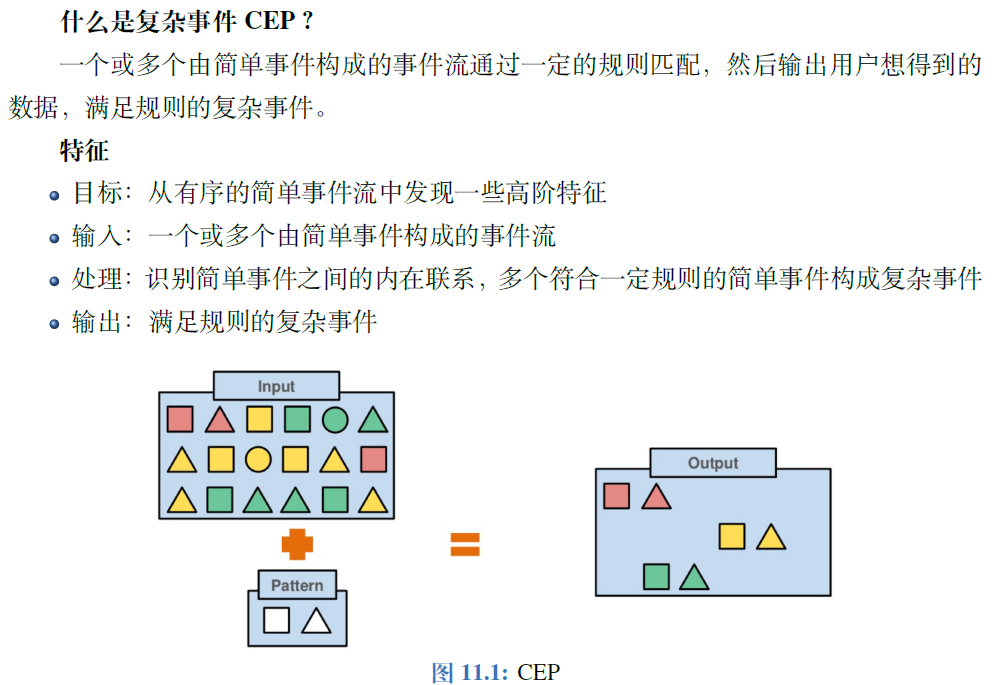 什么是复杂事件 CEP？
一个或多个由简单事件构成的事件流通过一定的规则匹配，然后输出用户想得到的
数据，满足规则的复杂事件。
特征
目标：从有序的简单事件流中发现一些高阶特征
输入：一个或多个由简单事件构成的事件流
处理：识别简单事件之间的内在联系，多个符合一定规则的简单事件构成复杂事件
输出：满足规则的复杂事件
Input
Output
Pattern
图 11.1: CEP